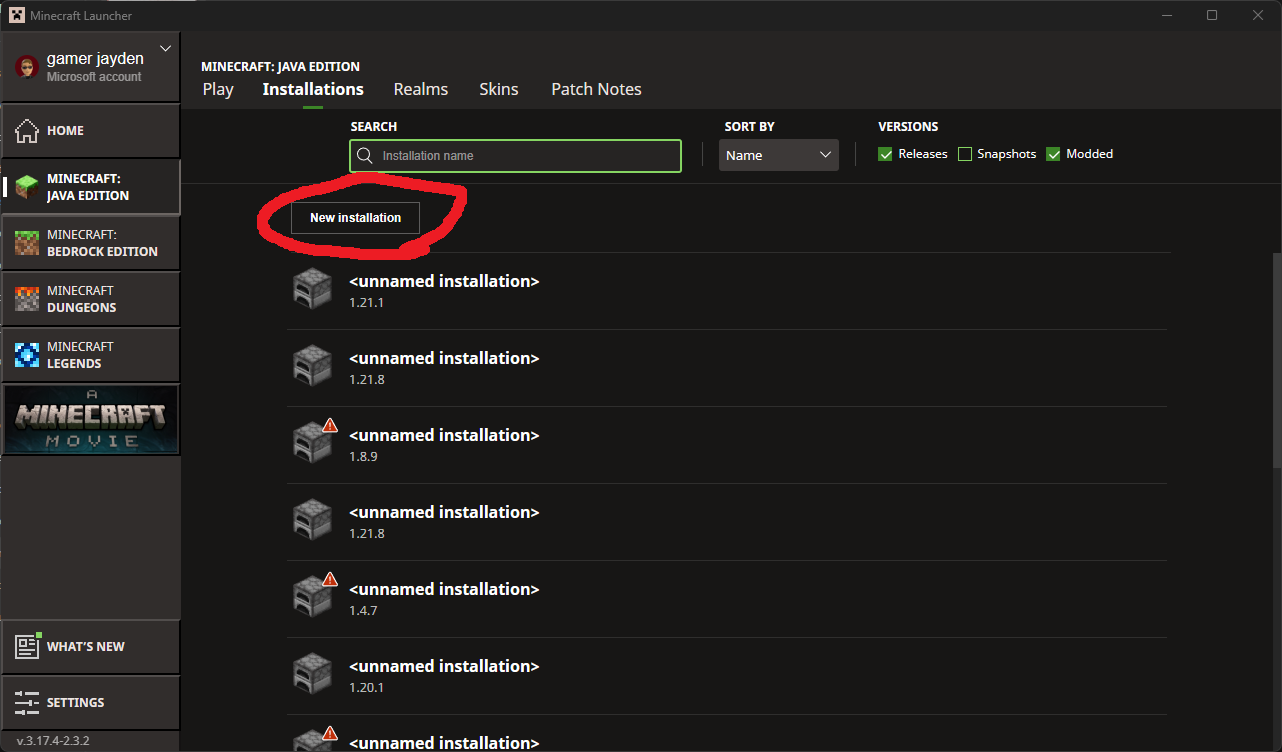 Minecraft Launcher
gamer jayden
Microsoft account
HOME
MINECRAFT:
JAVA EDITION
MINECRAFT:
BEDROCK EDITION
MINECRAFT
DUNGEONS
MINECRAFT
LEGENDS
A
MINECRAFT
MOVIE
WHAT'S NEW
SETTINGS
v.3.17.4-2.3.2
MINECRAFT: JAVA EDITION
Play Installations Realms Skins Patch Notes
SEARCH SORT BY VERSIONS
Installation name Name Releases Snapshots Modded
New installation
<unnamed installation>
1.21.1
<unnamed installation>
1.21.8
<unnamed installation>
1.8.9
<unnamed installation>
1.21.8
<unnamed installation>
1.4.7
<unnamed installation>
1.20.1
<unnamed installation>